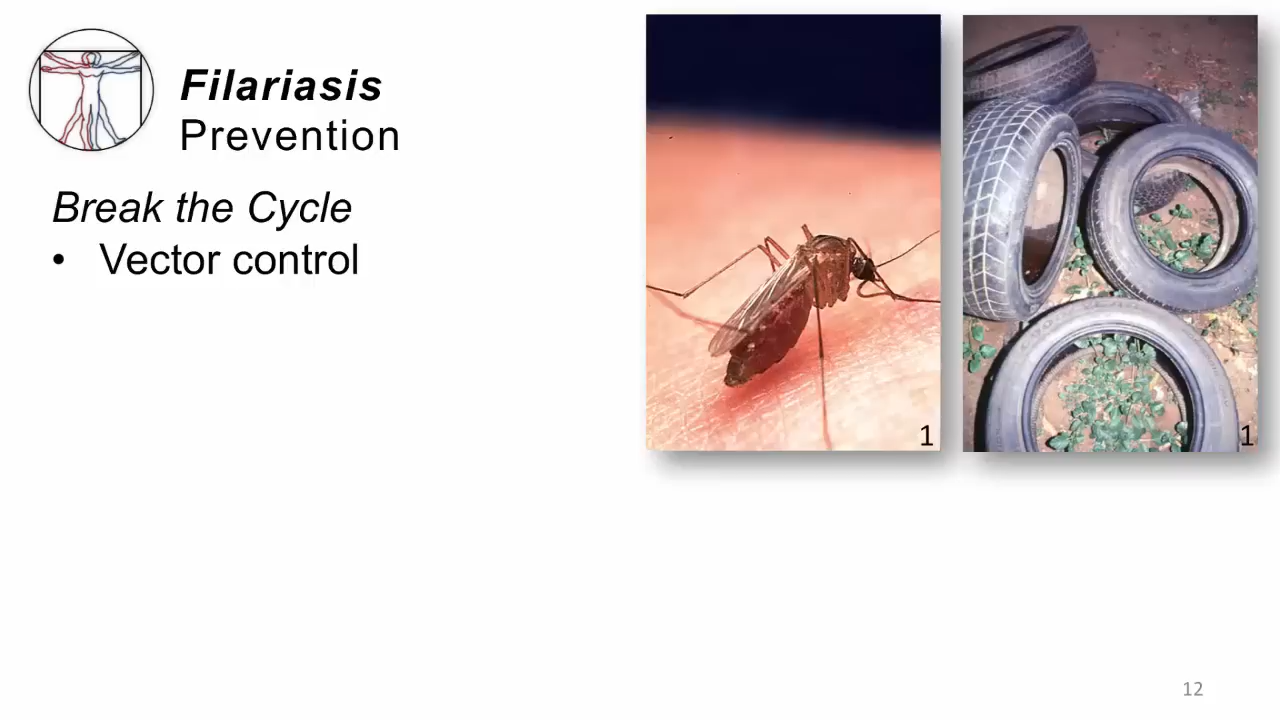 Filariasis
Prevention
Break the Cycle
• Vector control
1
1
12